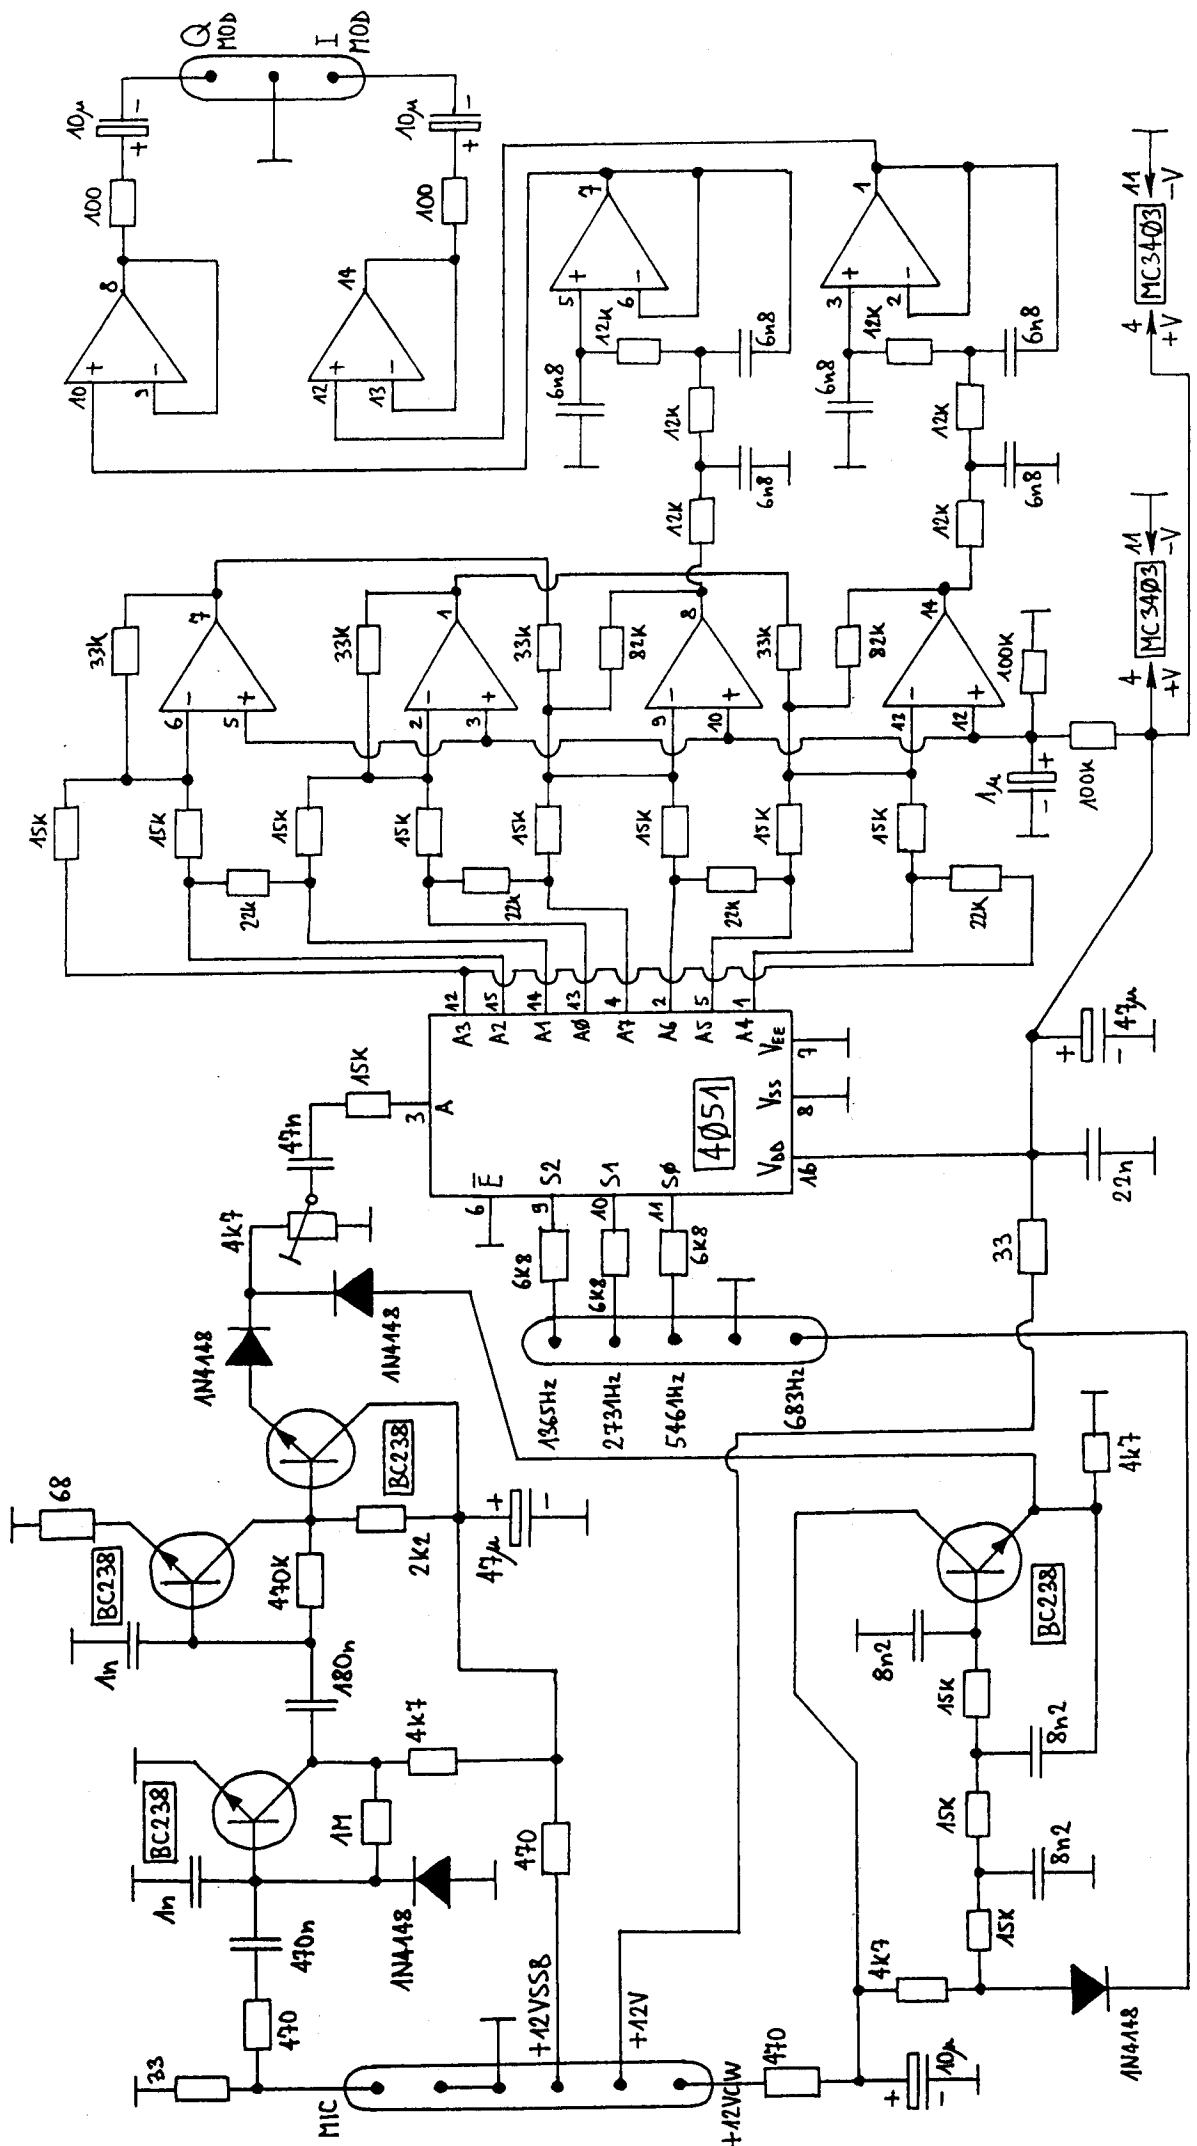 Q
MOD
I
MOD
10µ
-
+
100
10µ
-
+
100
8
10
+
9
-
14
12
+
13
-
7
5
+
6
-
12K
6n8
6n8
12K
6n8
12K
1
3
+
2
-
12K
6n8
6n8
12K
6n8
12K
33K
7
6
-
5
+
33K
1
2
-
3
+
33K
82K
8
9
-
10
+
33K
82K
14
13
-
12
+
100K
1µ
+
-
100K
4
+V
MC3403
11
-V
4
+V
MC3403
11
-V
15K
15K
22K
15K
15K
22K
15K
15K
22K
15K
15K
22K
12
A3
15
A2
14
A1
13
AØ
4
A7
2
A6
5
A5
1
A4
4Ø51
3
A
6
E̅
9
S2
10
S1
11
SØ
VEE
7
VSS
8
VDD
16
15K
47n
4K7
1N4148
1N4148
6K8
6K8
6K8
1365Hz
2731Hz
5461Hz
683Hz
33
22n
47µ
+
-
BC238
68
BC238
470K
2K2
47µ
+
-
1n
180n
BC238
1n
1M
4K7
1N4148
470
470n
470
33
MIC
+12VSSB
+12V
+12VCW
470
10µ
+
-
4K7
1N4148
15K
8n2
15K
8n2
15K
8n2
BC238
4K7